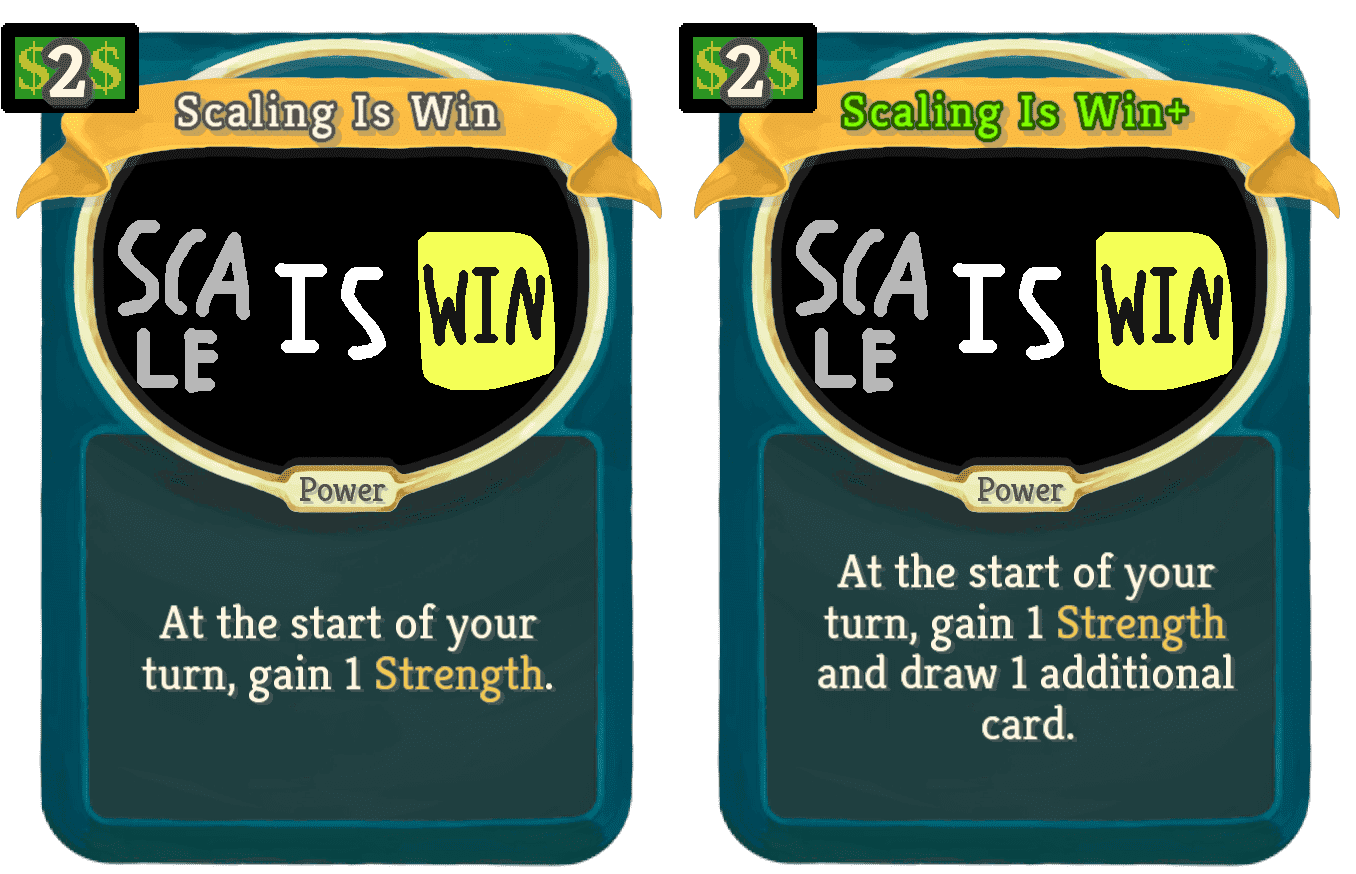 $2$
Scaling Is Win
SCA
LE
IS
WIN
Power
At the start of your
turn, gain 1 Strength.
$2$
Scaling Is Win+
SCA
LE
IS
WIN
Power
At the start of your
turn, gain 1 Strength
and draw 1 additional
card.